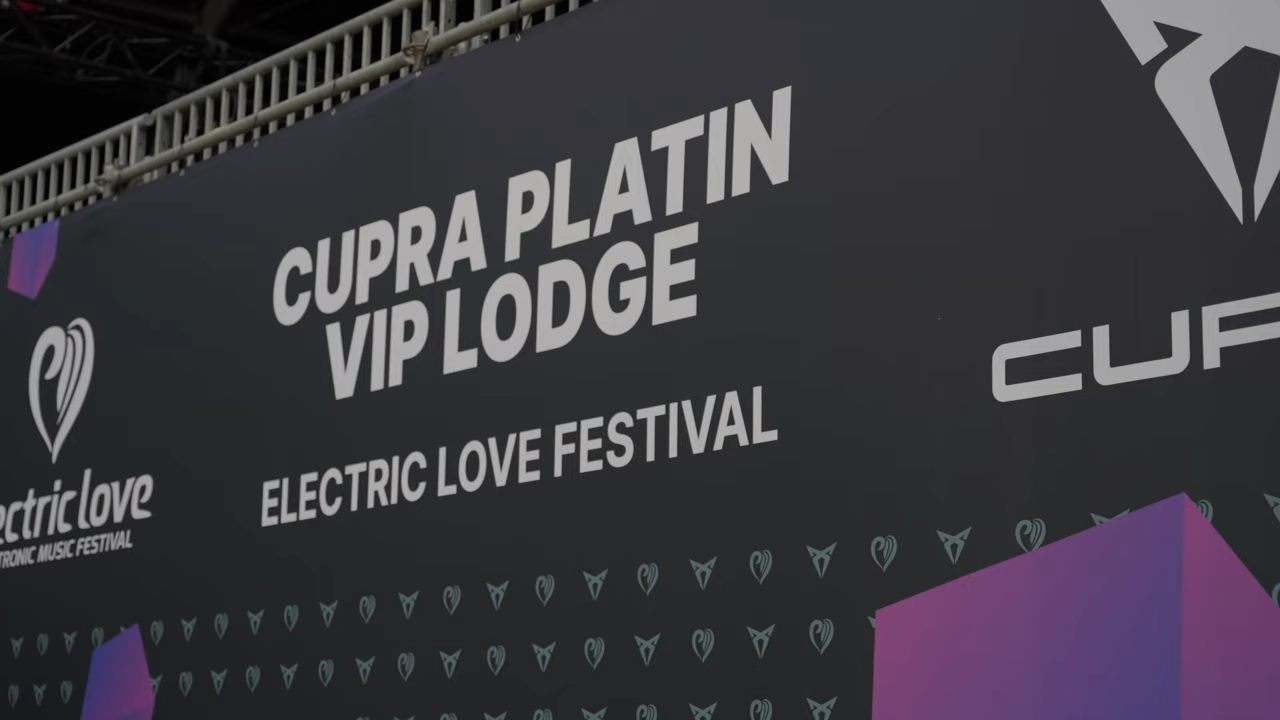 CUPRA PLATIN
VIP LODGE
ELECTRIC LOVE FESTIVAL
ectric love
TRONIC MUSIC FESTIVAL
CUP